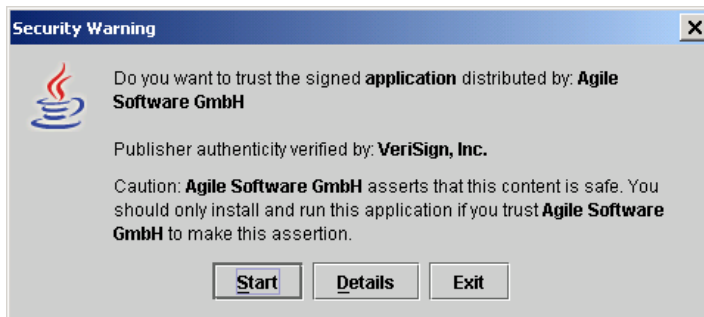 Security Warning
Do you want to trust the signed application distributed by: Agile
Software GmbH
Publisher authenticity verified by: VeriSign, Inc.
Caution: Agile Software GmbH asserts that this content is safe. You
should only install and run this application if you trust Agile Software
GmbH to make this assertion.
Start Details Exit